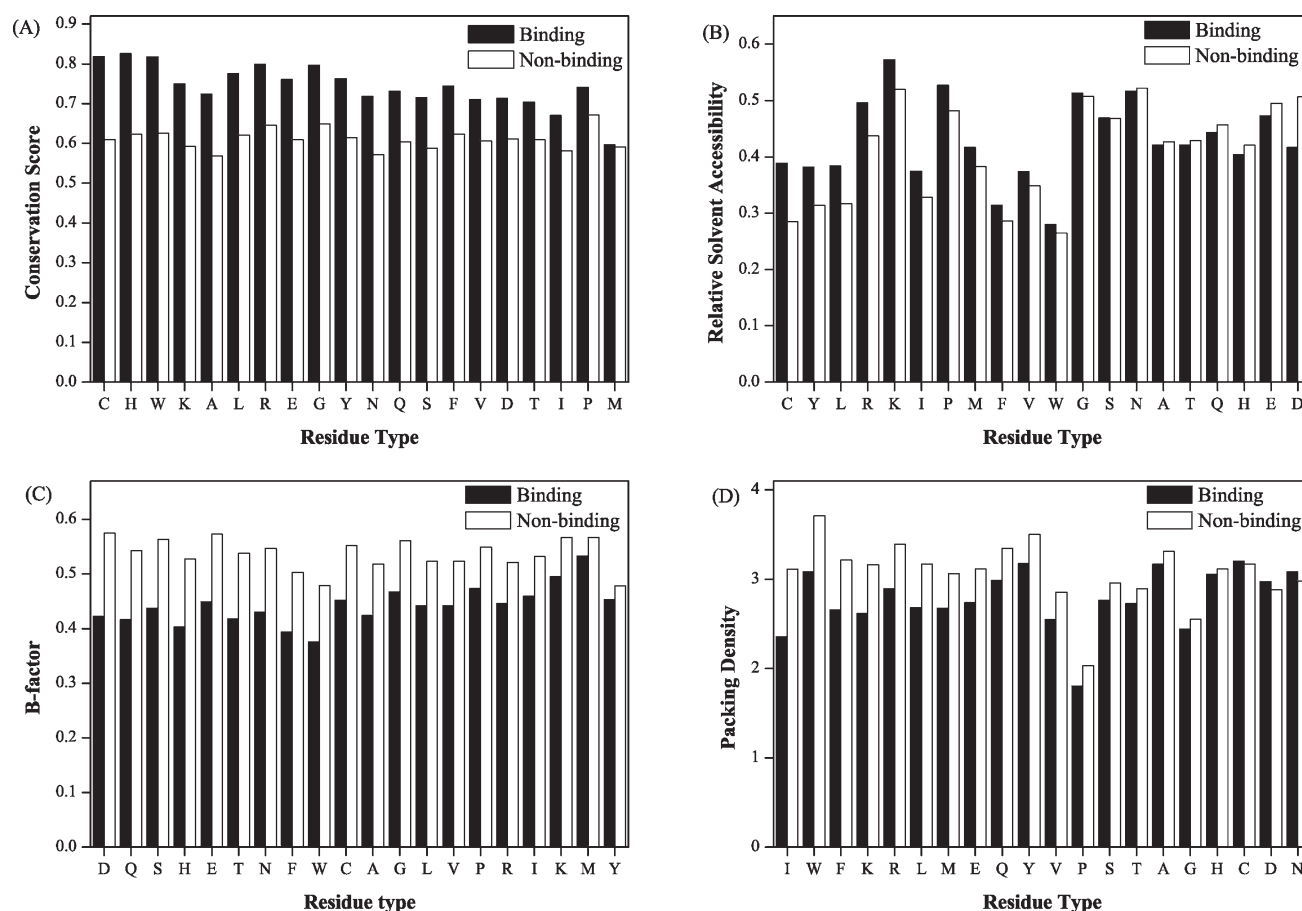 (A)
Conservation Score
0.9
0.8
0.7
0.6
0.5
0.4
0.3
0.2
0.1
0.0
Binding
Non-binding
C H W K A L R E G Y N Q S F V D T I P M
Residue Type
(B)
Relative Solvent Accessibility
0.6
0.5
0.4
0.3
0.2
0.1
0.0
Binding
Non-binding
C Y L R K I P M F V W G S N A T Q H E D
Residue Type
(C)
B-factor
0.6
0.5
0.4
0.3
0.2
0.1
0.0
Binding
Non-binding
D Q S H E T N F W C A G L V P R I K M Y
Residue type
(D)
Packing Density
4
3
2
1
0
Binding
Non-binding
I W F K R L M E Q Y V P S T A G H C D N
Residue Type